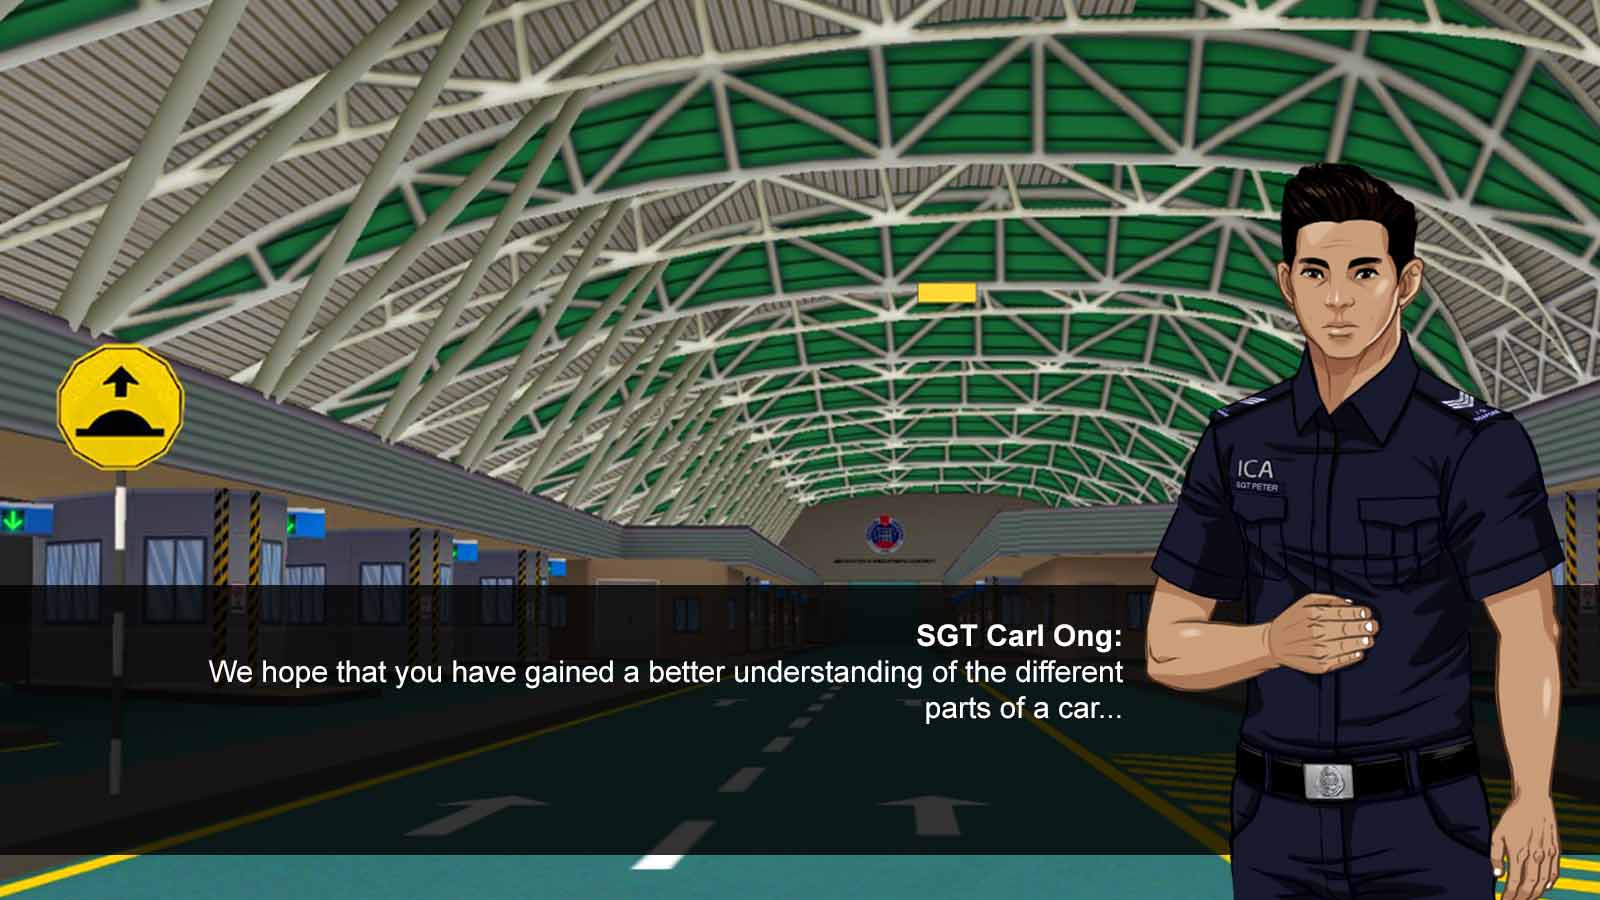 ICA
SGT PETER
SGT Carl Ong:
We hope that you have gained a better understanding of the different
parts of a car...